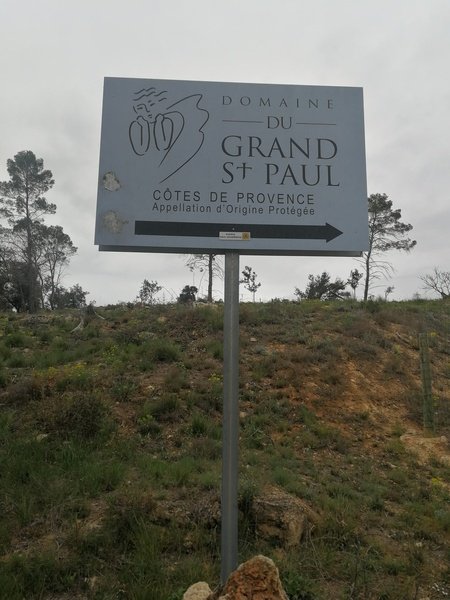 DOMAINE
DU
GRAND
St PAUL
CÔTES DE PROVENCE
Appellation d'Origine Protégée